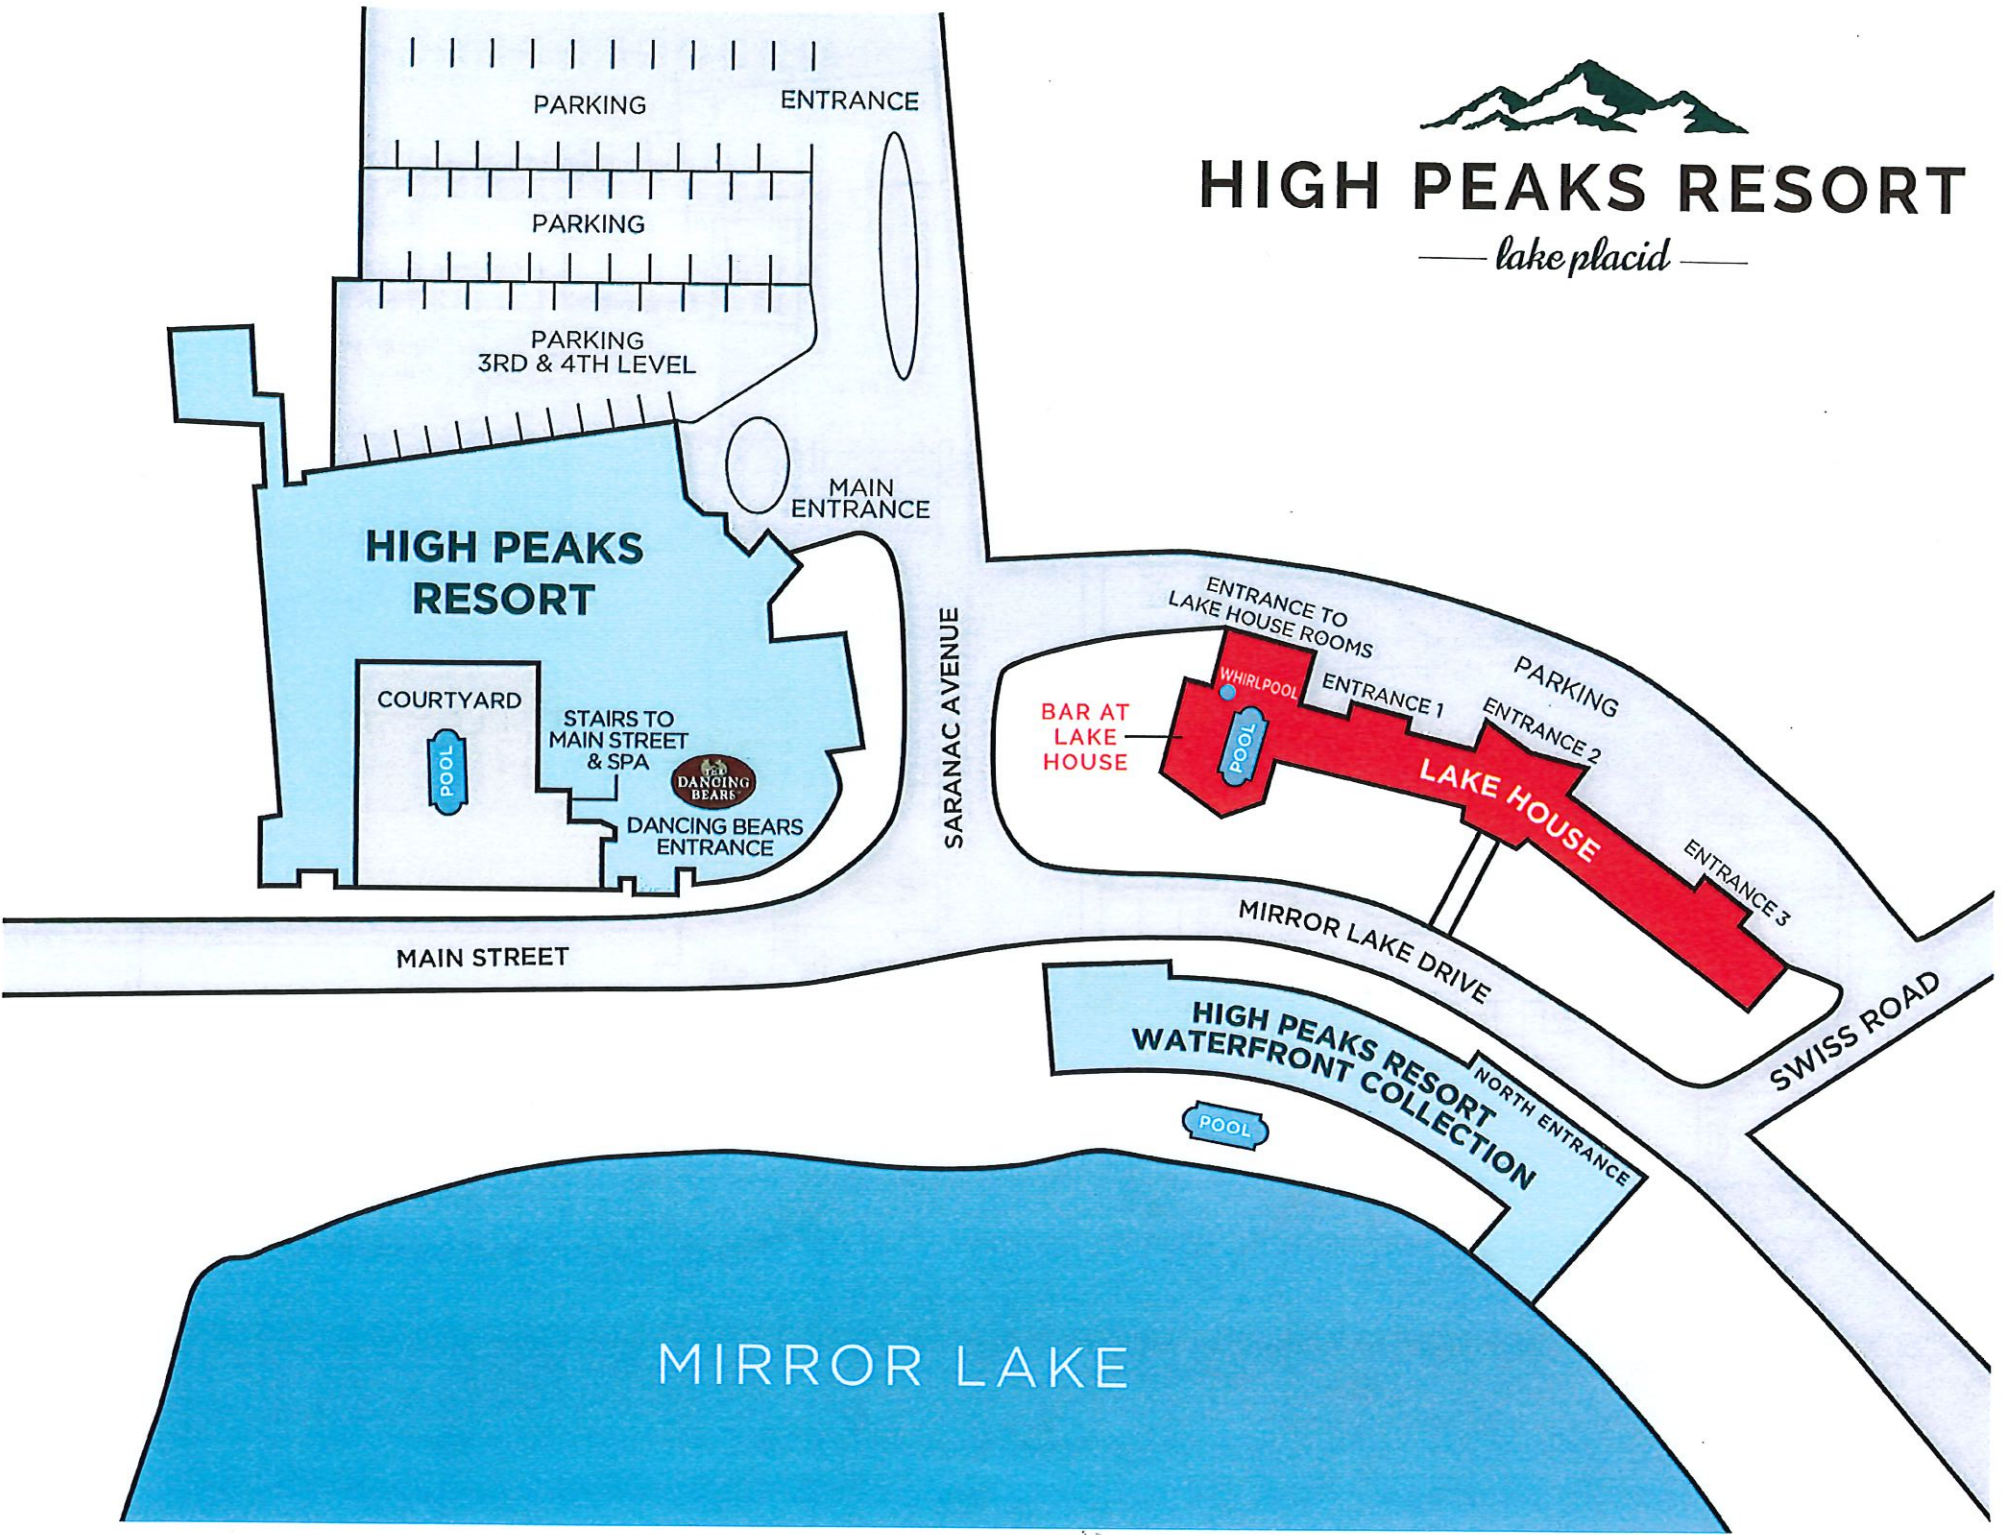 PARKING
ENTRANCE
PARKING
PARKING
3RD & 4TH LEVEL
MAIN
ENTRANCE
HIGH PEAKS RESORT
lake placid
HIGH PEAKS
RESORT
COURTYARD
POOL
STAIRS TO
MAIN STREET
& SPA
THE
DANCING
BEARS
DANCING BEARS
ENTRANCE
SARANAC AVENUE
MAIN STREET
ENTRANCE TO
LAKE HOUSE ROOMS
WHIRLPOOL
POOL
BAR AT
LAKE
HOUSE
ENTRANCE 1
ENTRANCE 2
PARKING
LAKE HOUSE
ENTRANCE 3
MIRROR LAKE DRIVE
SWISS ROAD
HIGH PEAKS RESORT
WATERFRONT COLLECTION
NORTH ENTRANCE
POOL
MIRROR LAKE